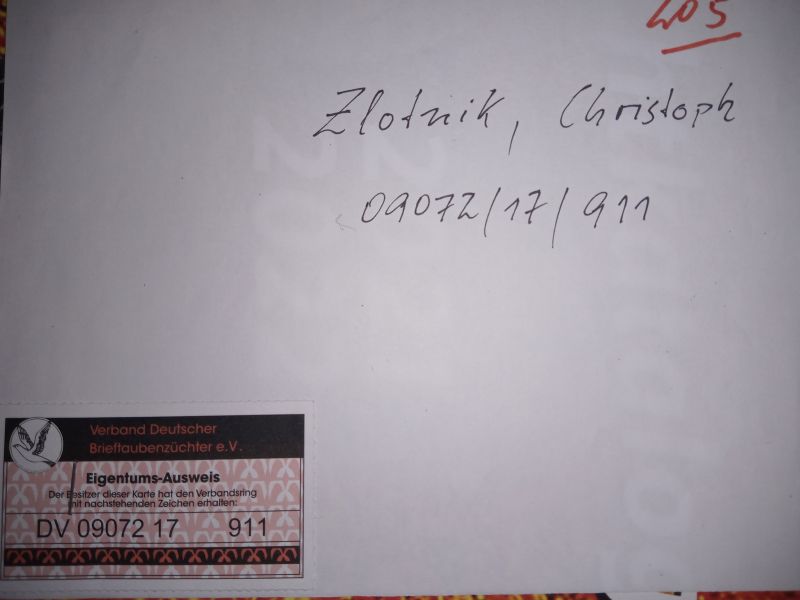 205
Zlotnik, Christoph
09072/17/911
Verband Deutscher
Brieftaubenzüchter e.V.
Eigentums-Ausweis
Der Besitzer dieser Karte hat den Verbandsring
mit nachstehenden Zeichen erhalten:
DV 09072 17 911